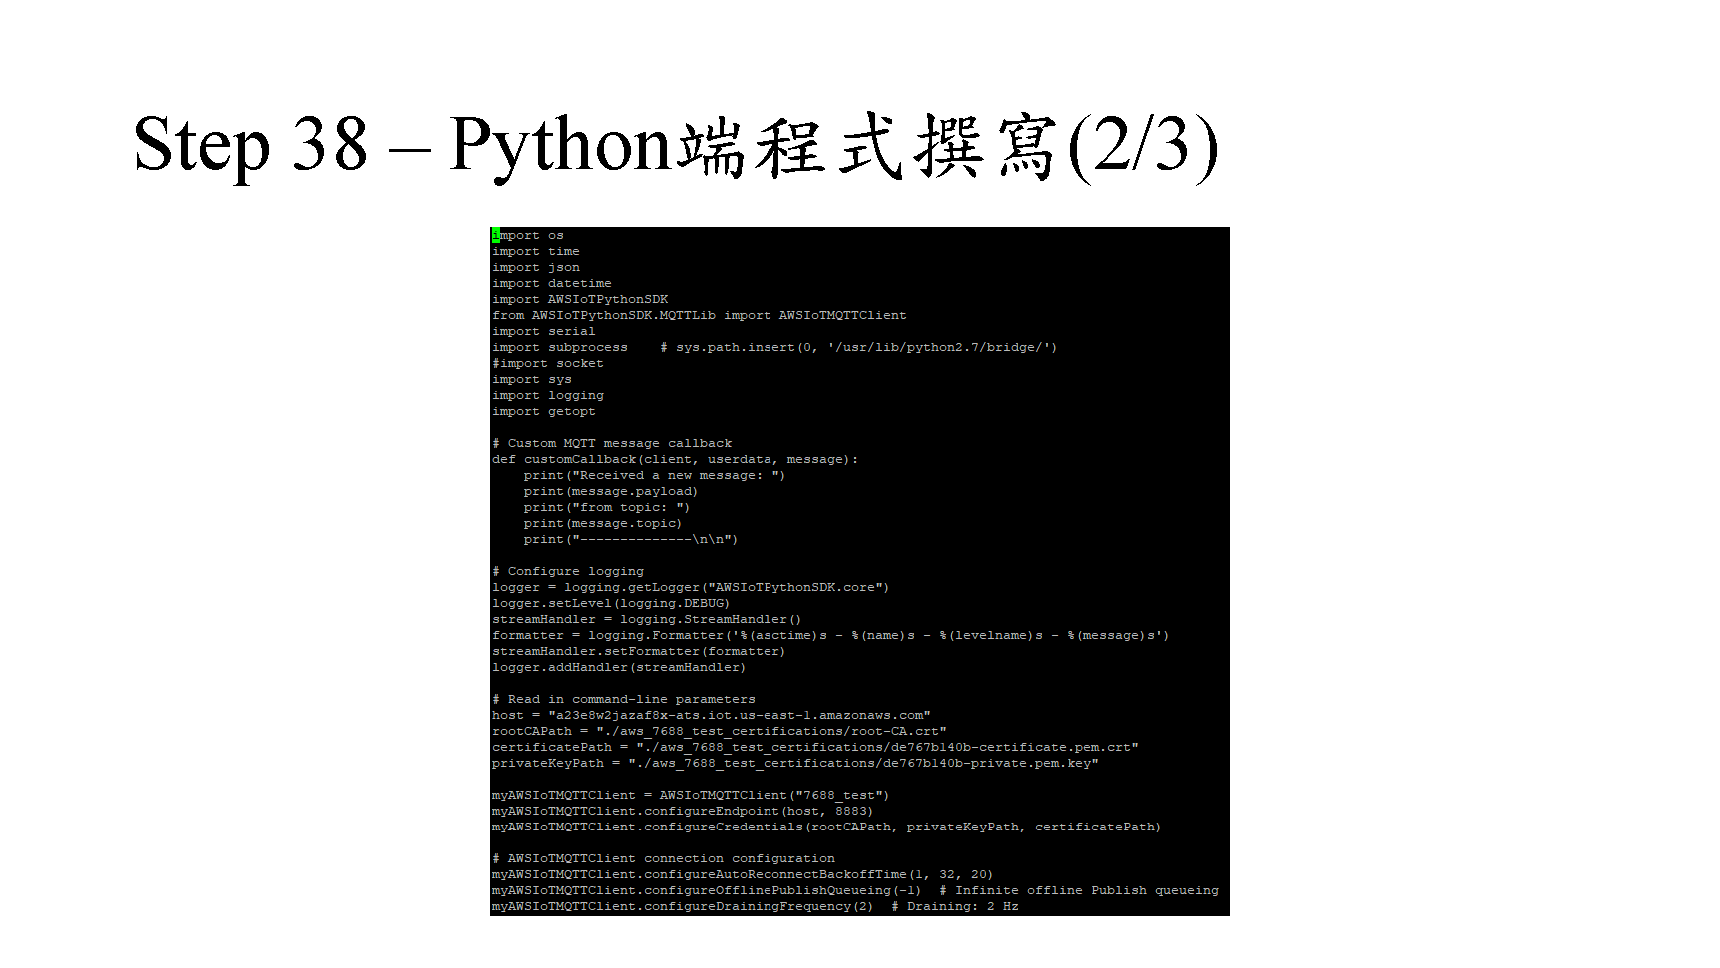 Step 38 – Python端程式撰寫(2/3)
import os
import time
import json
import datetime
import AWSIoTPythonSDK
from AWSIoTPythonSDK.MQTTLib import AWSIoTMQTTClient
import serial
import subprocess    # sys.path.insert(0, '/usr/lib/python2.7/bridge/')
#import socket
import sys
import logging
import getopt
# Custom MQTT message callback
def customCallback(client, userdata, message):
    print("Received a new message: ")
    print(message.payload)
    print("from topic: ")
    print(message.topic)
    print("--------------\n\n")
# Configure logging
logger = logging.getLogger("AWSIoTPythonSDK.core")
logger.setLevel(logging.DEBUG)
streamHandler = logging.StreamHandler()
formatter = logging.Formatter('%(asctime)s - %(name)s - %(levelname)s - %(message)s')
streamHandler.setFormatter(formatter)
logger.addHandler(streamHandler)
# Read in command-line parameters
host = "a23e8w2jazaf8x-ats.iot.us-east-1.amazonaws.com"
rootCAPath = "./aws_7688_test_certifications/root-CA.crt"
certificatePath = "./aws_7688_test_certifications/de767b140b-certificate.pem.crt"
privateKeyPath = "./aws_7688_test_certifications/de767b140b-private.pem.key"
myAWSIoTMQTTClient = AWSIoTMQTTClient("7688_test")
myAWSIoTMQTTClient.configureEndpoint(host, 8883)
myAWSIoTMQTTClient.configureCredentials(rootCAPath, privateKeyPath, certificatePath)
# AWSIoTMQTTClient connection configuration
myAWSIoTMQTTClient.configureAutoReconnectBackoffTime(1, 32, 20)
myAWSIoTMQTTClient.configureOfflinePublishQueueing(-1)  # Infinite offline Publish queueing
myAWSIoTMQTTClient.configureDrainingFrequency(2)  # Draining: 2 Hz